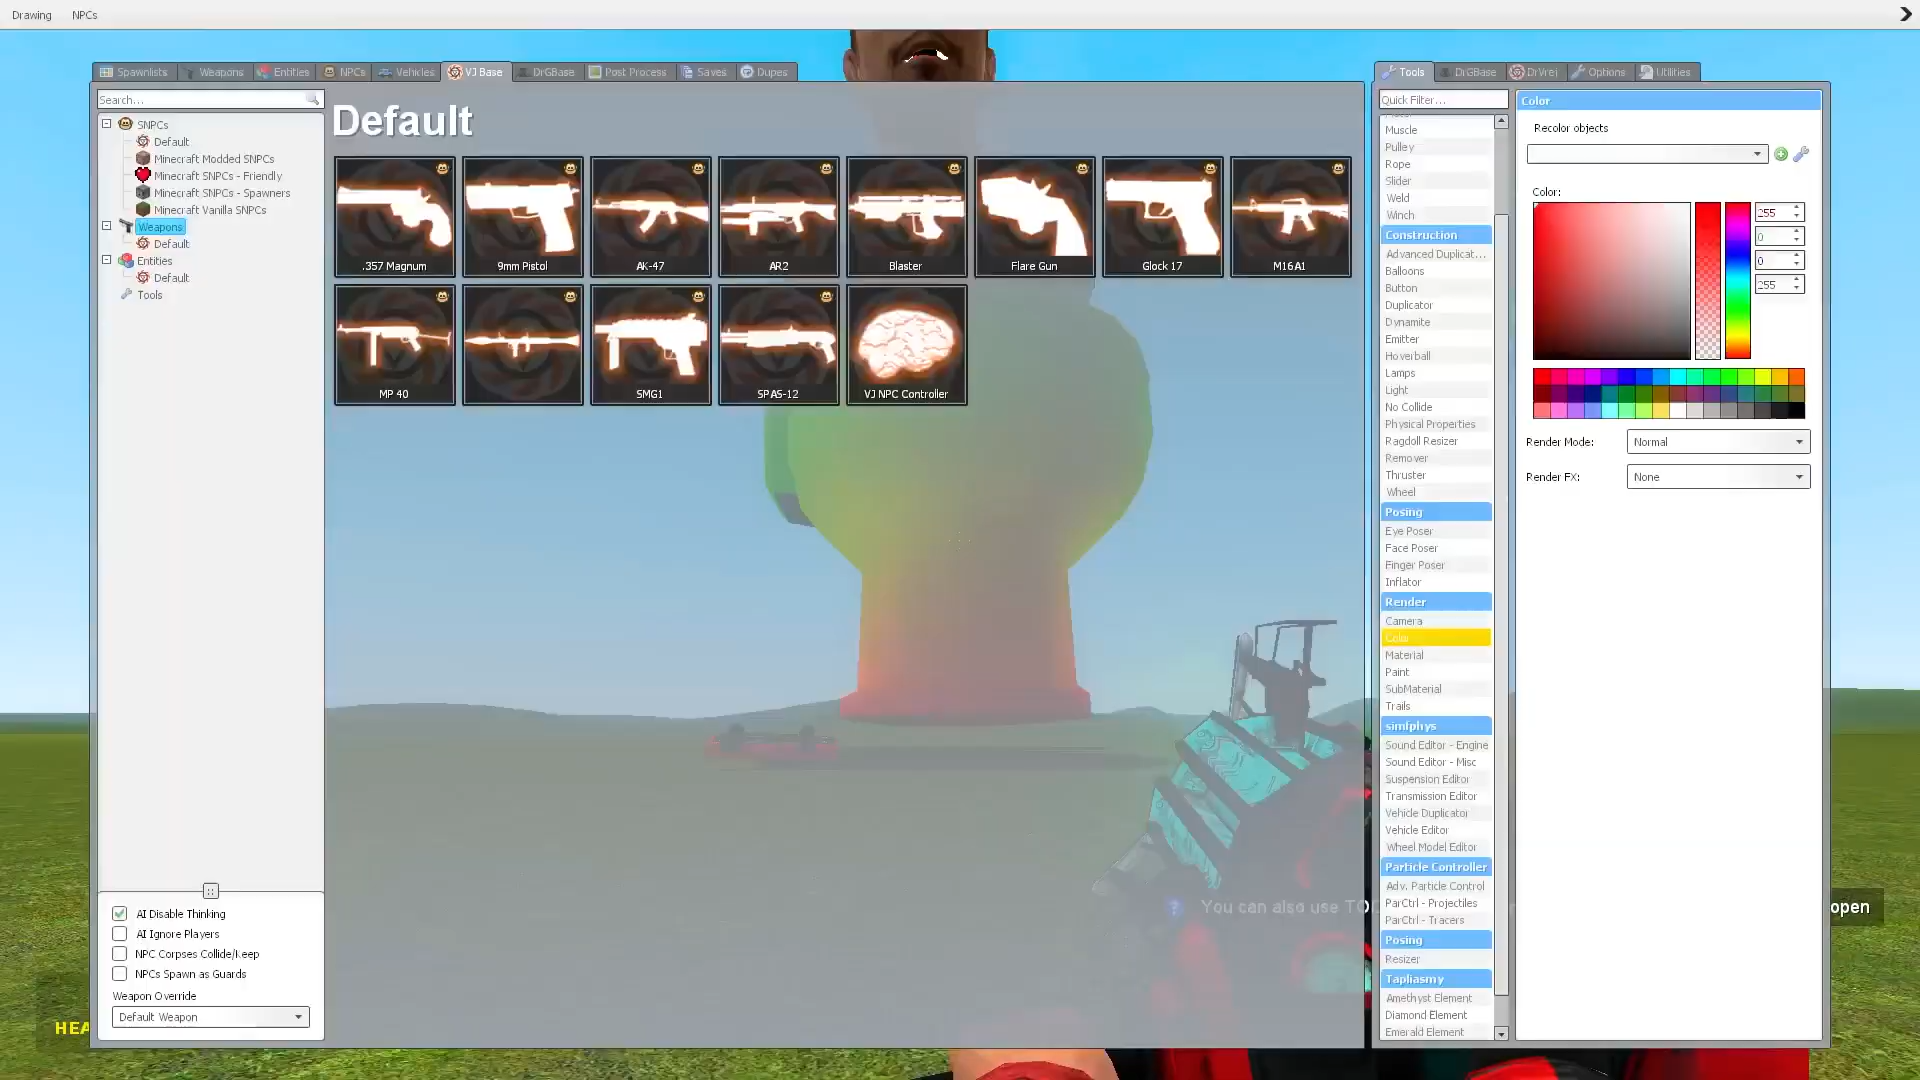 Drawing NPCs
Spawnlists Weapons Entities NPCs Vehicles VJ Base DrGBase Post Process Saves Dupes
Search...
SNPCs
Default
Minecraft Modded SNPCs
Minecraft SNPCs - Friendly
Minecraft SNPCs - Spawners
Minecraft Vanilla SNPCs
Weapons
Default
Entities
Default
Tools
AI Disable Thinking
AI Ignore Players
NPC Corpses Collide/Keep
NPCs Spawn as Guards
Weapon Override
Default Weapon
Default
.357 Magnum 9mm Pistol AK-47 AR2 Blaster Flare Gun Glock 17 M16A1
MP 40 SMG1 SPAS-12 VJ NPC Controller
You can also use TO
open
HEA
Tools DrGBase DrVrej Options Utilities
Quick Filter...
Muscle
Pulley
Rope
Slider
Weld
Winch
Construction
Advanced Duplicat...
Balloons
Button
Duplicator
Dynamite
Emitter
Hoverball
Lamps
Light
No Collide
Physical Properties
Ragdoll Resizer
Remover
Thruster
Wheel
Posing
Eye Poser
Face Poser
Finger Poser
Inflator
Render
Camera
Color
Material
Paint
SubMaterial
Trails
simfphys
Sound Editor - Engine
Sound Editor - Misc
Suspension Editor
Transmission Editor
Vehicle Duplicator
Vehicle Editor
Wheel Model Editor
Particle Controller
Adv. Particle Control
ParCtrl - Projectiles
ParCtrl - Tracers
Posing
Resizer
Tapliasmy
Amethyst Element
Diamond Element
Emerald Element
Color
Recolor objects
Color:
255
0
0
255
Render Mode: Normal
Render FX: None